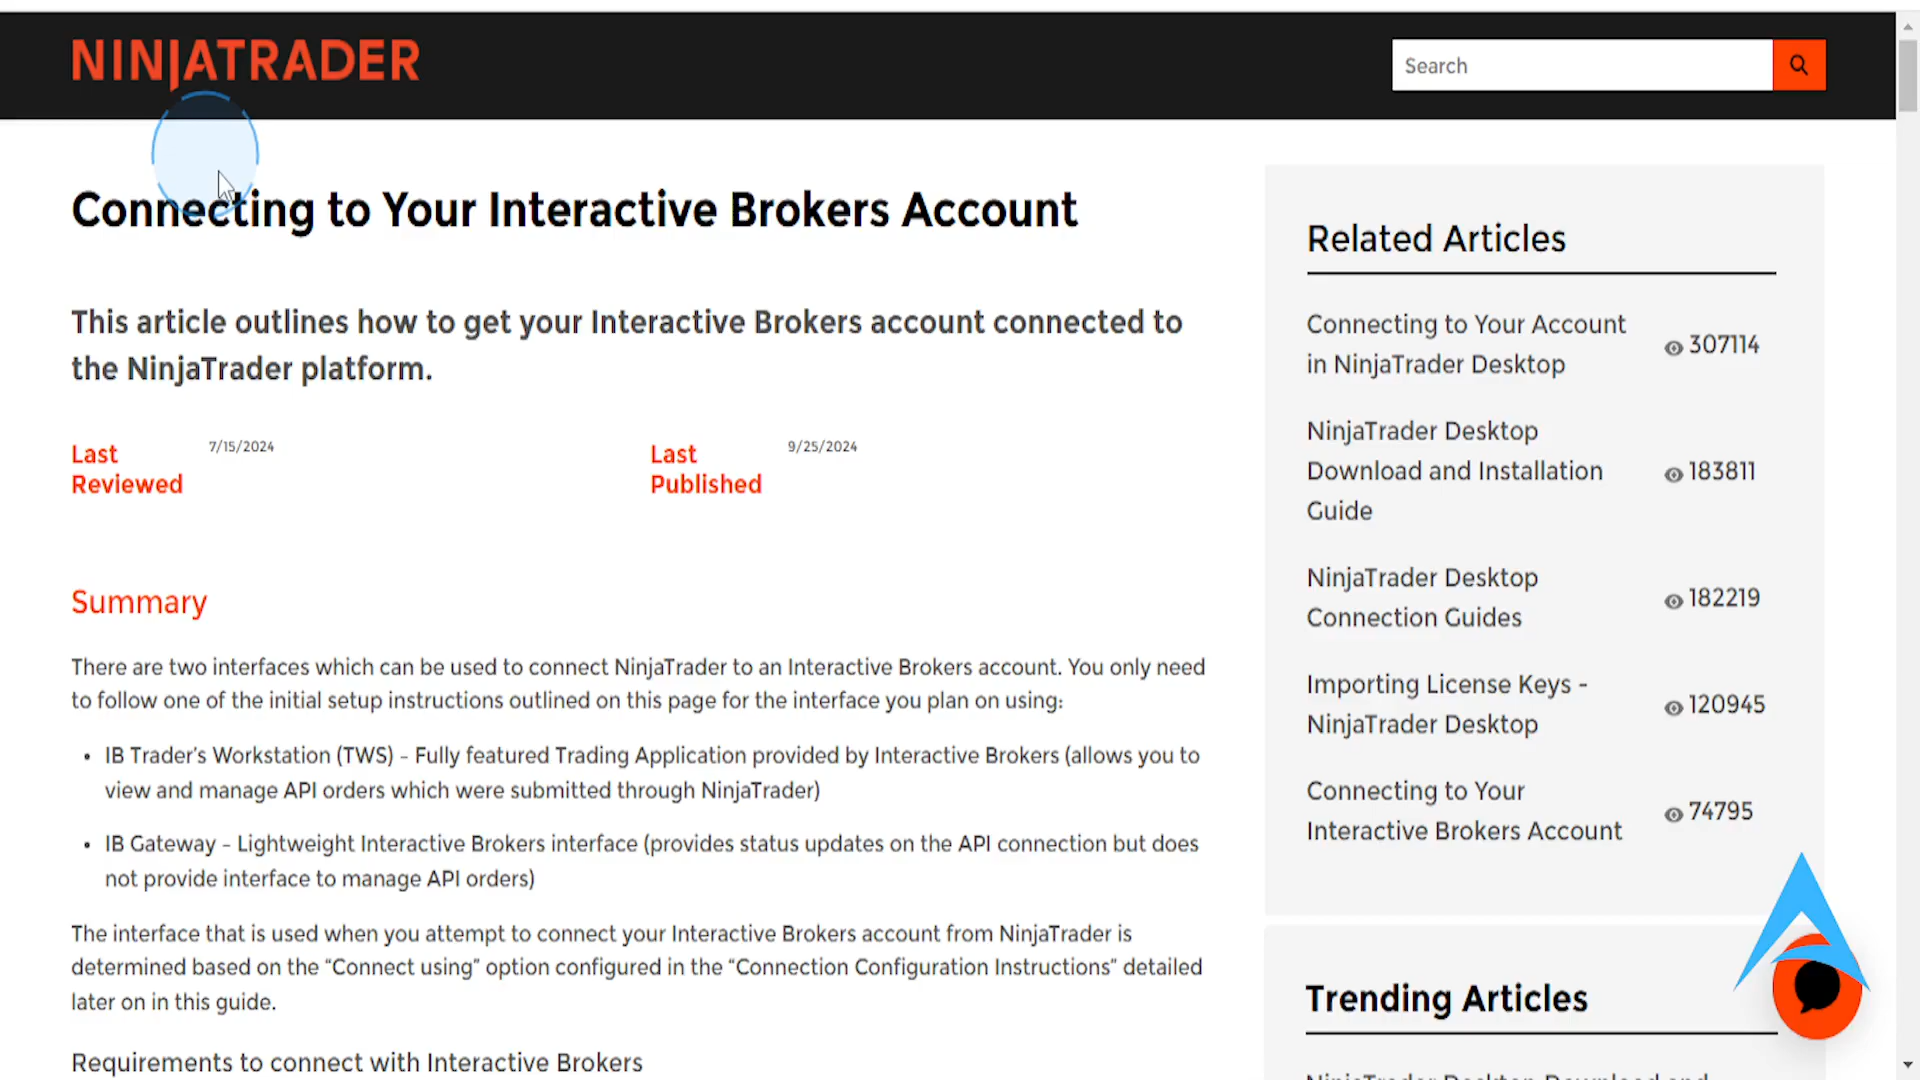 NINJATRADER
Search
Connecting to Your Interactive Brokers Account
This article outlines how to get your Interactive Brokers account connected to
the NinjaTrader platform.
Last
Reviewed
7/15/2024
Last
Published
9/25/2024
Summary
There are two interfaces which can be used to connect NinjaTrader to an Interactive Brokers account. You only need
to follow one of the initial setup instructions outlined on this page for the interface you plan on using:
• IB Trader's Workstation (TWS) - Fully featured Trading Application provided by Interactive Brokers (allows you to
view and manage API orders which were submitted through NinjaTrader)
• IB Gateway - Lightweight Interactive Brokers interface (provides status updates on the API connection but does
not provide interface to manage API orders)
The interface that is used when you attempt to connect your Interactive Brokers account from NinjaTrader is
determined based on the “Connect using” option configured in the “Connection Configuration Instructions” detailed
later on in this guide.
Requirements to connect with Interactive Brokers
Related Articles
Connecting to Your Account
in NinjaTrader Desktop
307114
NinjaTrader Desktop
Download and Installation
Guide
183811
NinjaTrader Desktop
Connection Guides
182219
Importing License Keys -
NinjaTrader Desktop
120945
Connecting to Your
Interactive Brokers Account
74795
Trending Articles